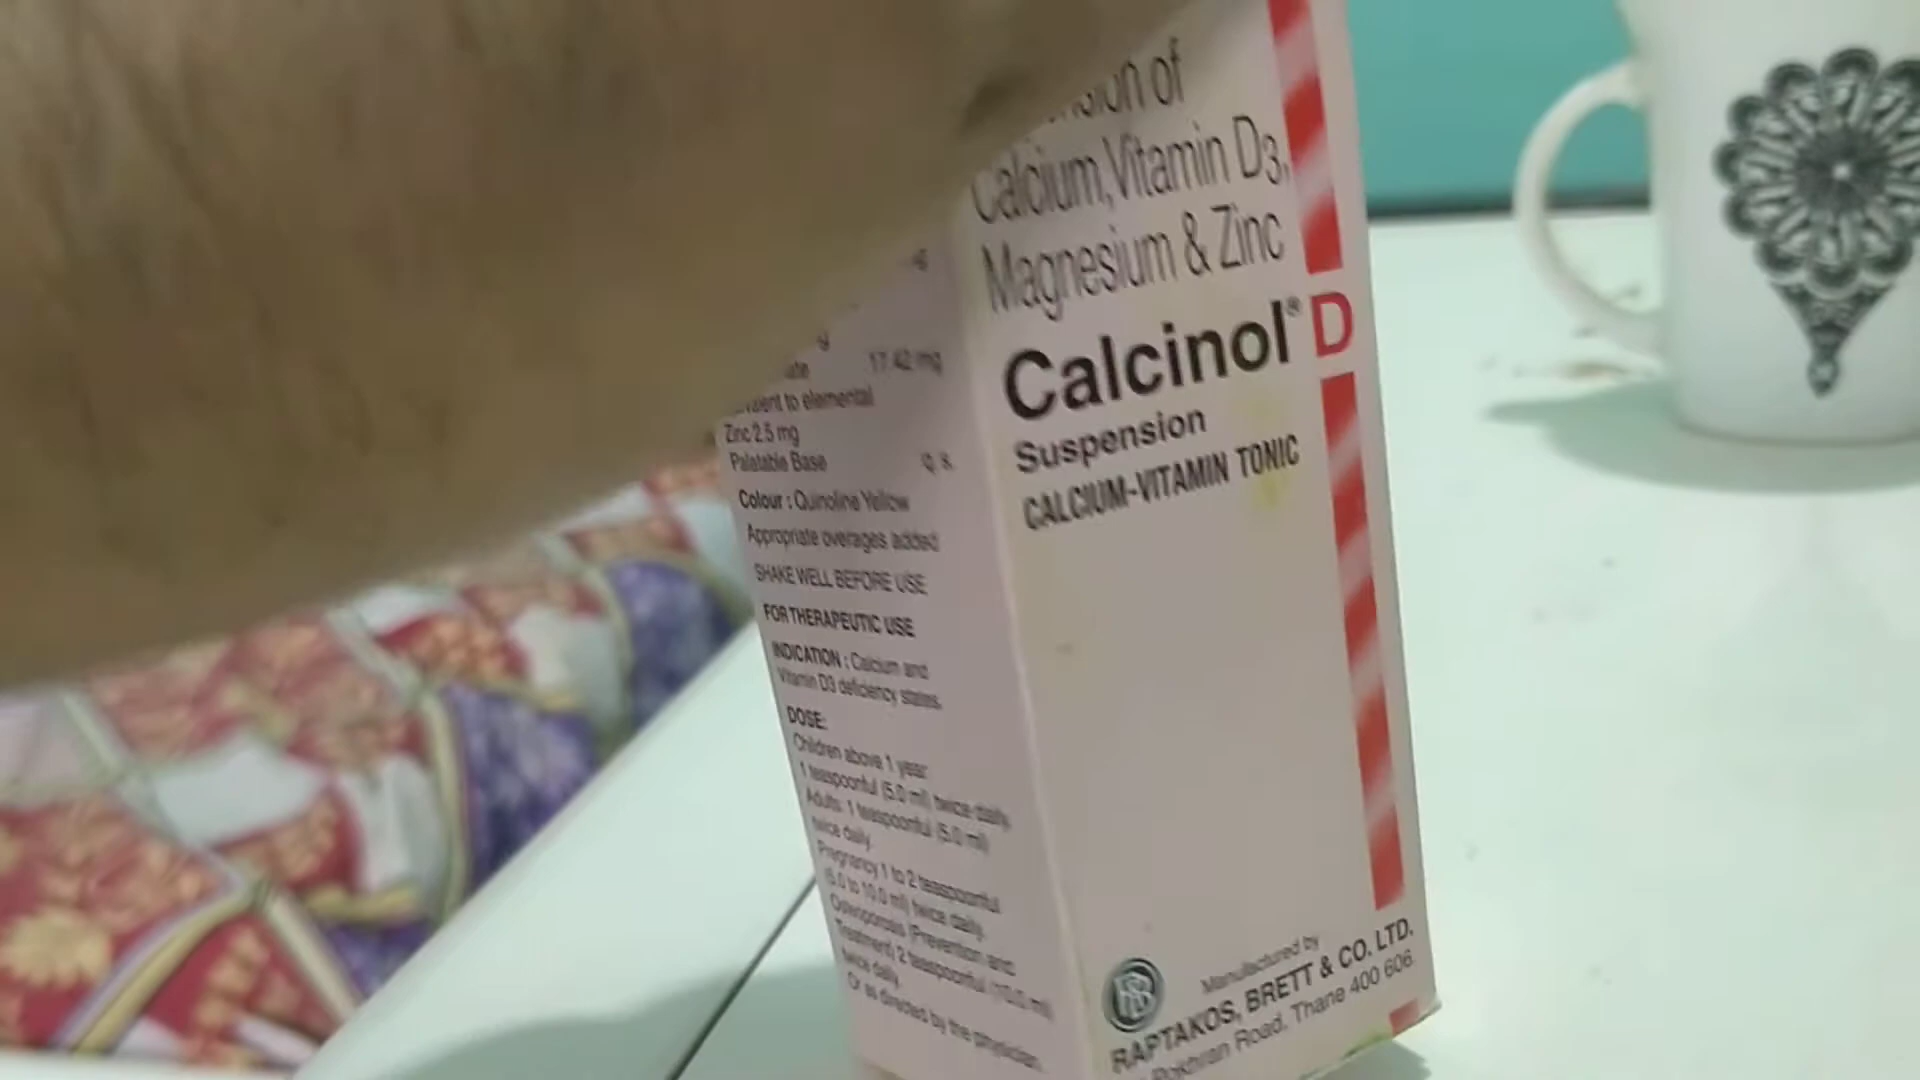 of
Calcium, Vitamin D3,
Magnesium & Zinc
Calcinol® D
Suspension
CALCIUM-VITAMIN TONIC
Manufactured by
RAPTAKOS, BRETT & CO. LTD.
Pokhran Road, Thane 400 606.
17.42 mg
to elemental
Zinc 2.5 mg
Palatable Base q. s.
Colour : Quinoline Yellow
Appropriate overages added
SHAKE WELL BEFORE USE
FOR THERAPEUTIC USE
INDICATION : Calcium and
Vitamin D3 deficiency states.
DOSE:
Children above 1 year
1 teaspoonful (5.0 ml) twice daily.
Adults: 1 teaspoonful (5.0 ml)
twice daily.
Pregnancy 1 to 2 teaspoonful
(5.0 to 10.0 ml) twice daily.
Osteoporosis (Prevention and
Treatment) 2 teaspoonful (10.0 ml)
twice daily.
Or as directed by the physician.